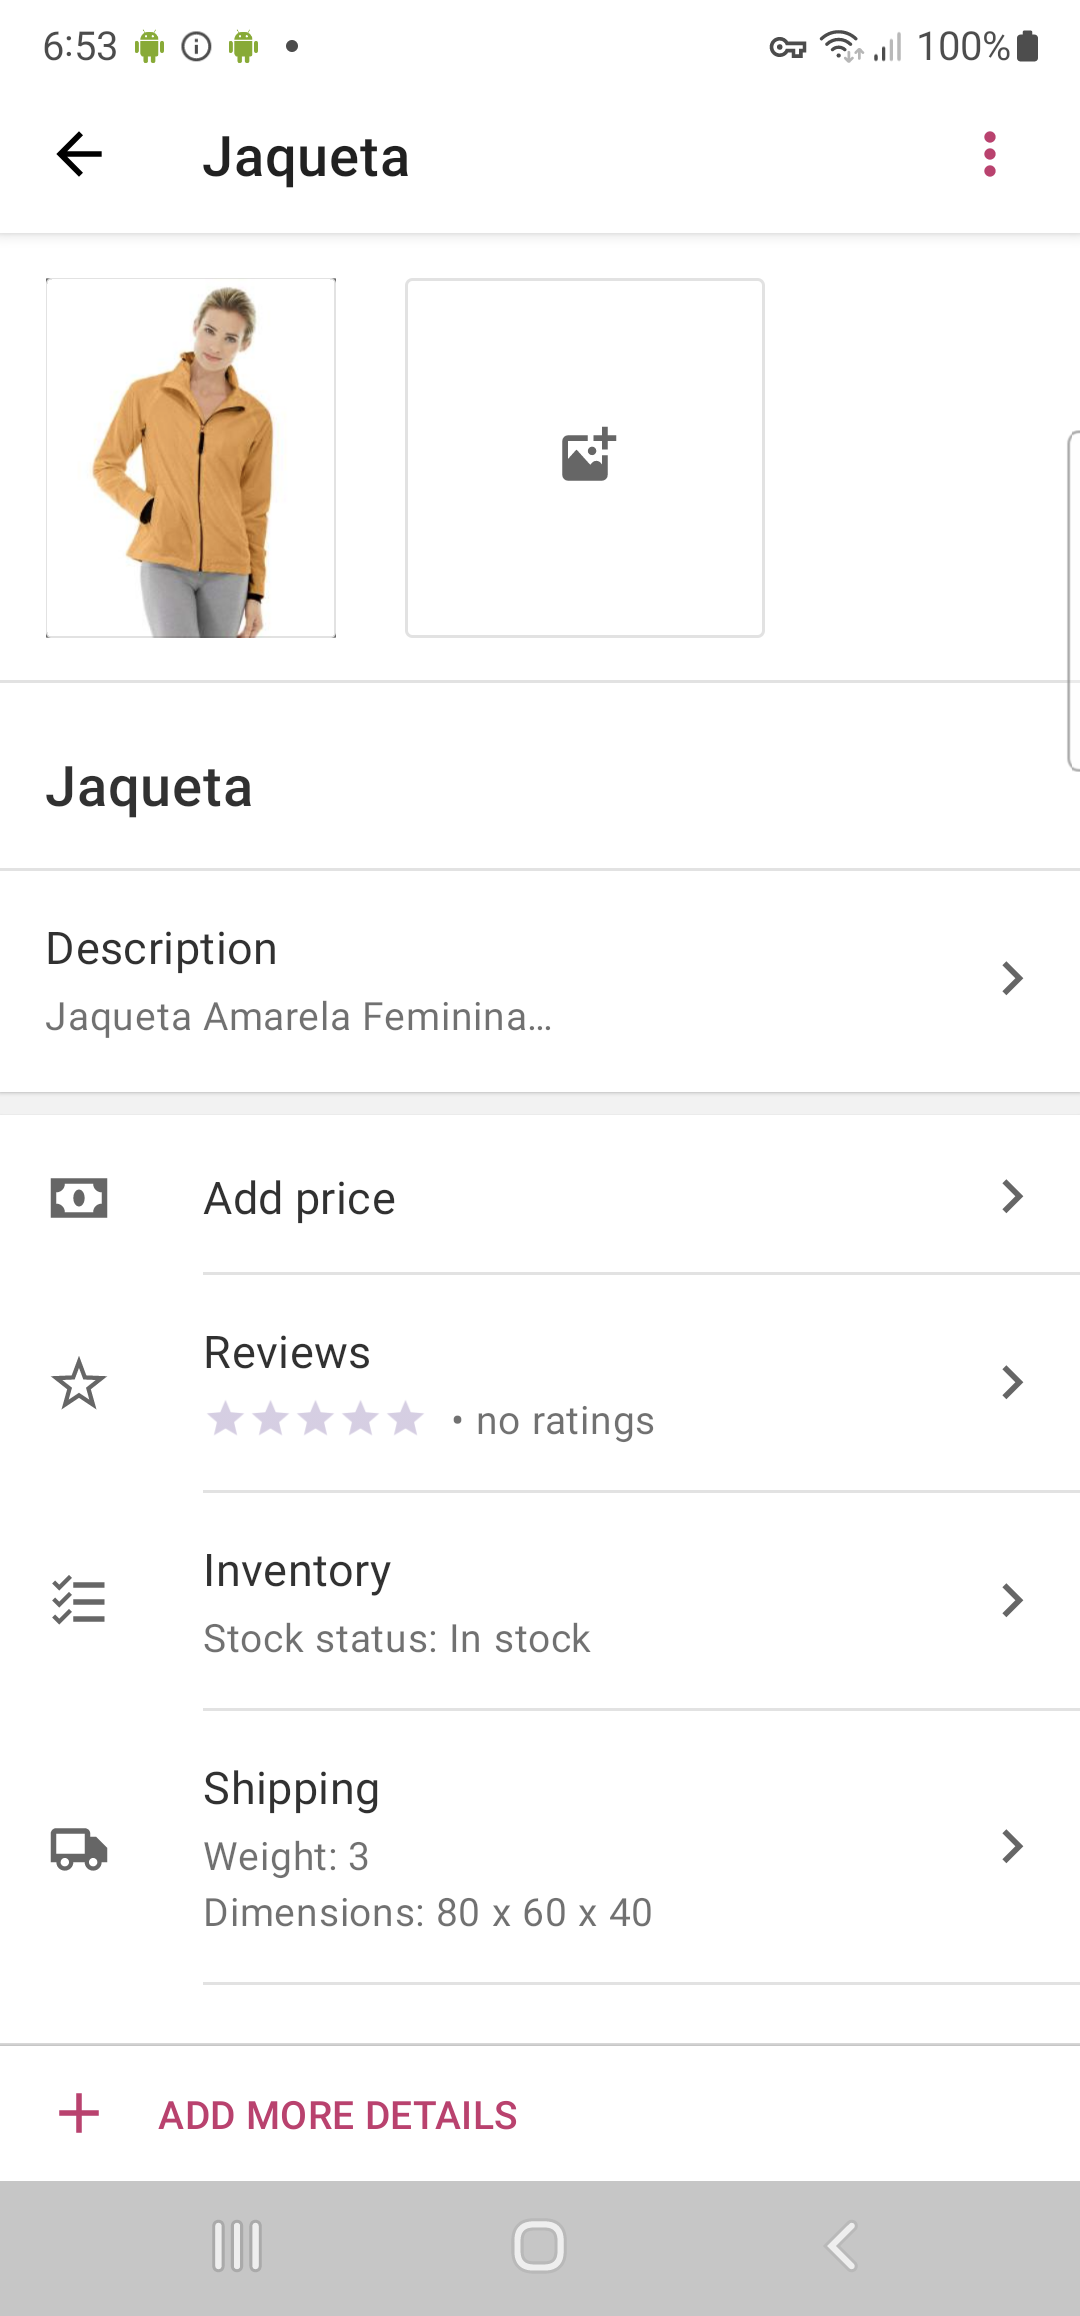 6:53
100%
Jaqueta
Jaqueta
Description
Jaqueta Amarela Feminina…
Add price
Reviews
• no ratings
Inventory
Stock status: In stock
Shipping
Weight: 3
Dimensions: 80 x 60 x 40
ADD MORE DETAILS